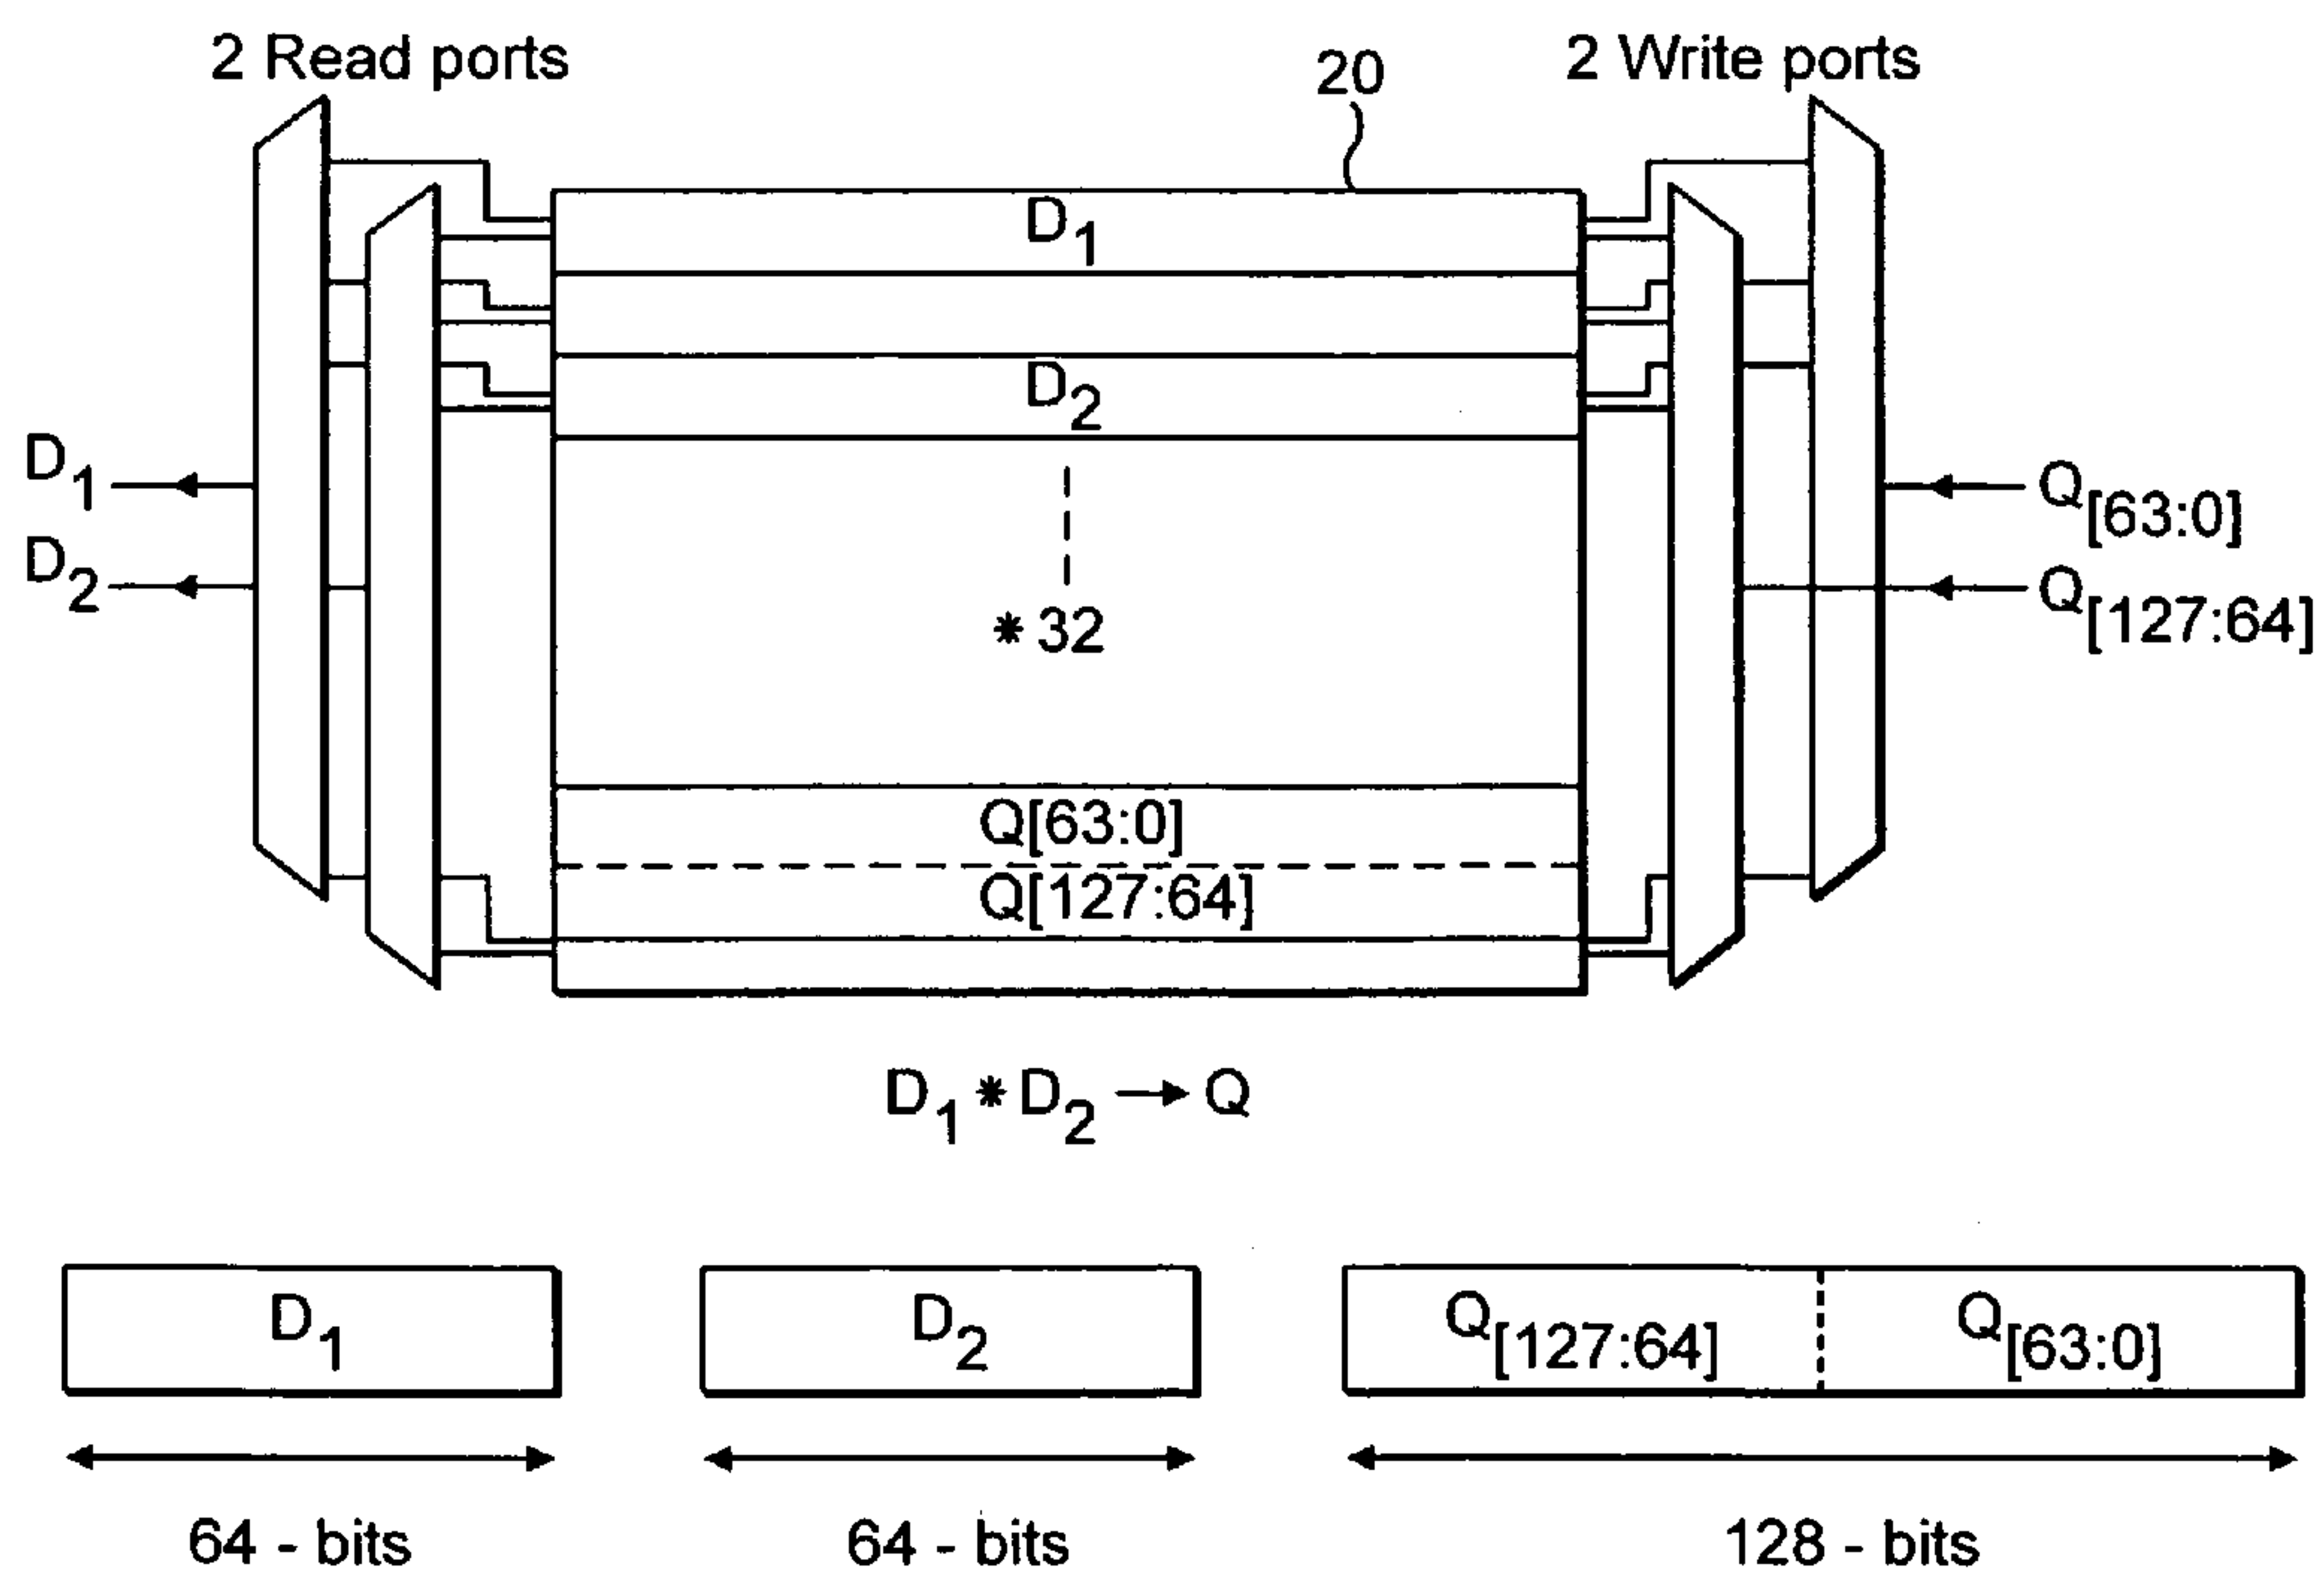 2 Read ports
20
2 Write ports
D1
D2
D1
D2
Q[63:0]
Q[127:64]
*32
Q[63:0]
Q[127:64]
D1 * D2 → Q
D1
D2
Q[127:64]
Q[63:0]
64 - bits
64 - bits
128 - bits